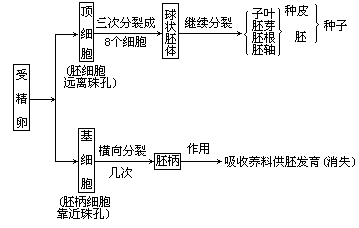 受精卵
顶细胞
(胚细胞
远离珠孔)
三次分裂成
8个细胞
球状胚体
继续分裂
子叶
胚芽
胚根
胚轴
种皮
胚
种子
基细胞
(胚柄细胞
靠近珠孔)
横向分裂
几次
胚柄
作用
吸收养料供胚发育(消失)